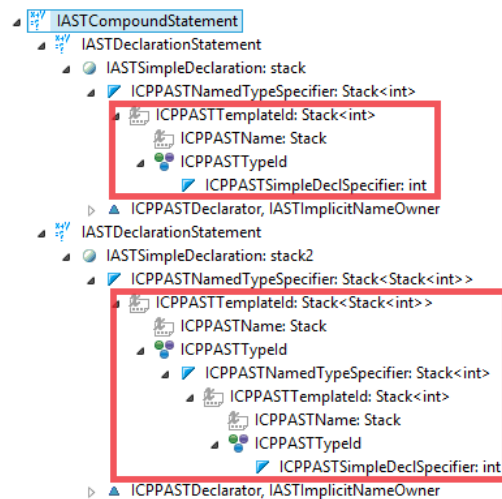 IASTCompoundStatement
IASTDeclarationStatement
IASTSimpleDeclaration: stack
ICPPASTNamedTypeSpecifier: Stack<int>
ICPPASTTemplateId: Stack<int>
ICPPASTName: Stack
ICPPASTTypeId
ICPPASTSimpleDeclSpecifier: int
ICPPASTDeclarator, IASTImplicitNameOwner
IASTDeclarationStatement
IASTSimpleDeclaration: stack2
ICPPASTNamedTypeSpecifier: Stack<Stack<int>>
ICPPASTTemplateId: Stack<Stack<int>>
ICPPASTName: Stack
ICPPASTTypeId
ICPPASTNamedTypeSpecifier: Stack<int>
ICPPASTTemplateId: Stack<int>
ICPPASTName: Stack
ICPPASTTypeId
ICPPASTSimpleDeclSpecifier: int
ICPPASTDeclarator, IASTImplicitNameOwner